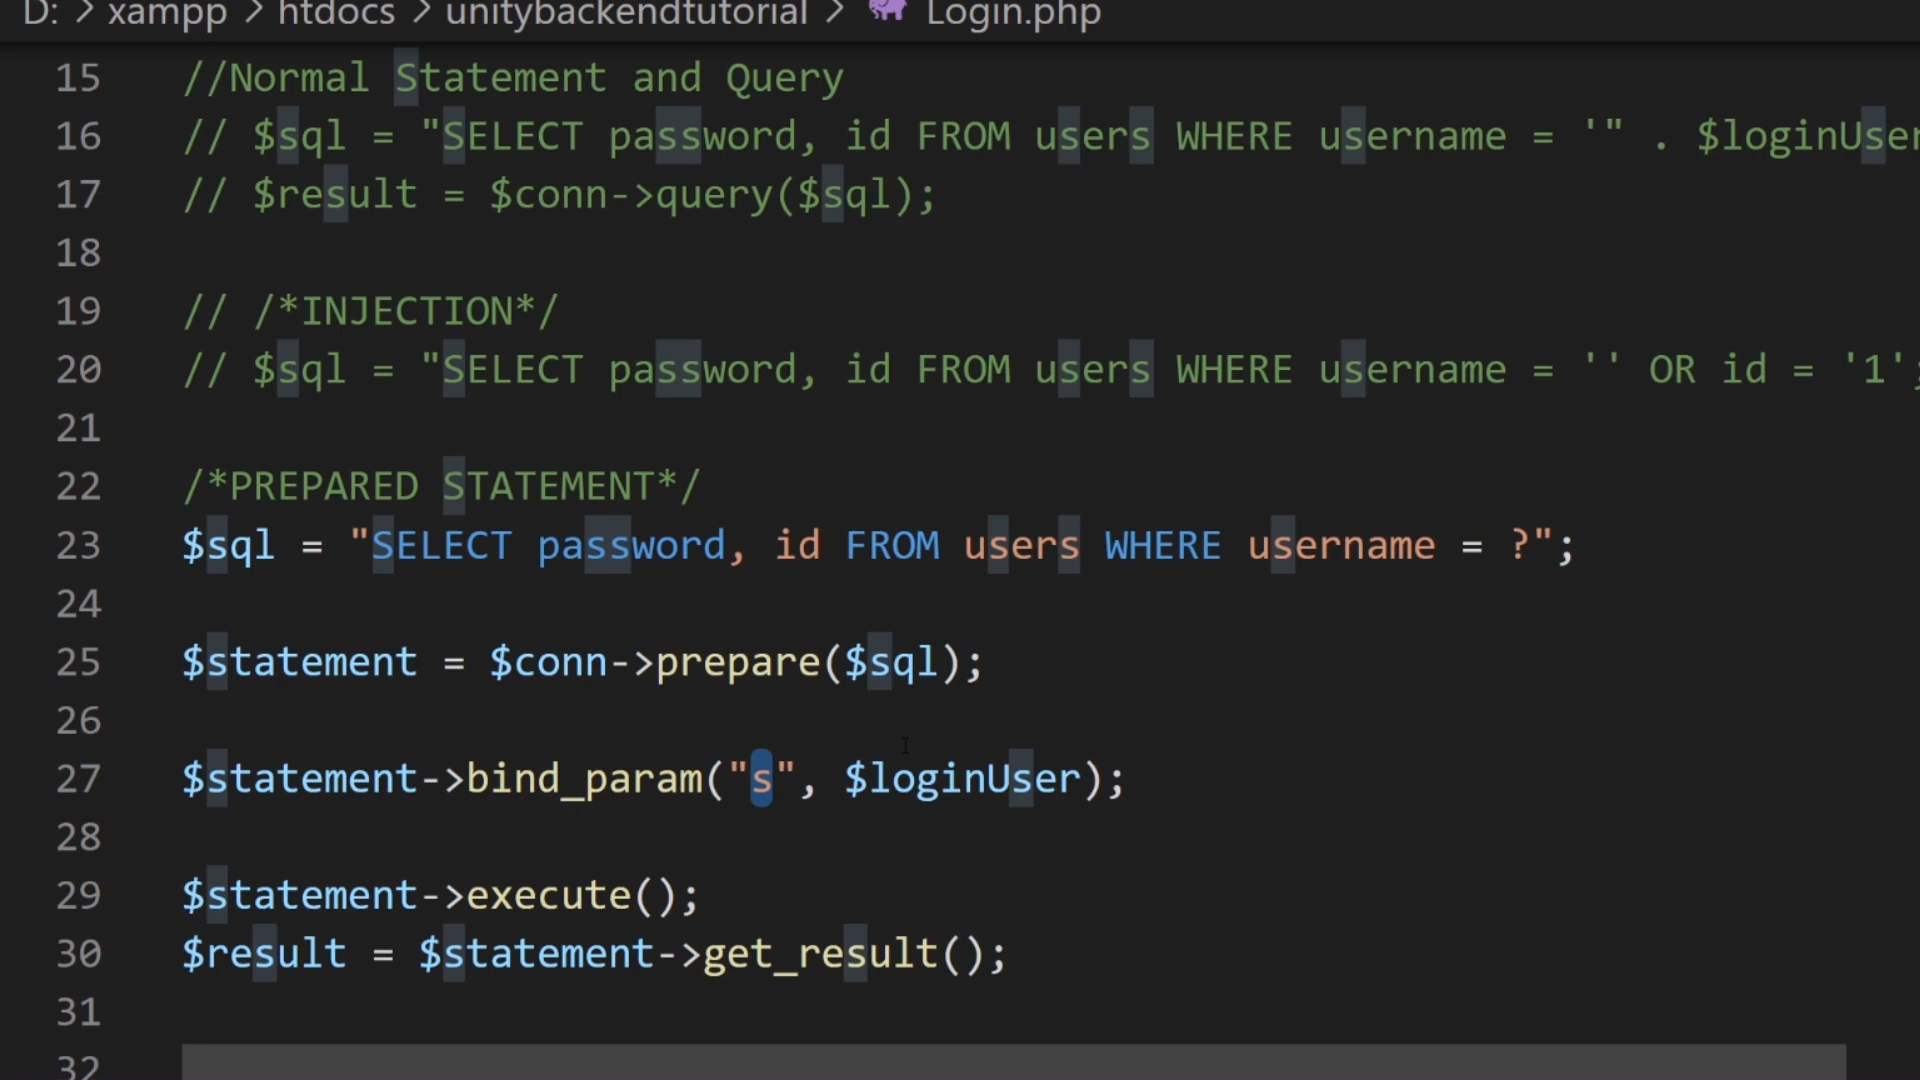 D: > xampp > htdocs > unitybackendtutorial > Login.php
15 //Normal Statement and Query
16 // $sql = "SELECT password, id FROM users WHERE username = '" . $loginUser
17 // $result = $conn->query($sql);
18
19 // /*INJECTION*/
20 // $sql = "SELECT password, id FROM users WHERE username = '' OR id = '1';
21
22 /*PREPARED STATEMENT*/
23 $sql = "SELECT password, id FROM users WHERE username = ?";
24
25 $statement = $conn->prepare($sql);
26
27 $statement->bind_param("s", $loginUser);
28
29 $statement->execute();
30 $result = $statement->get_result();
31
32